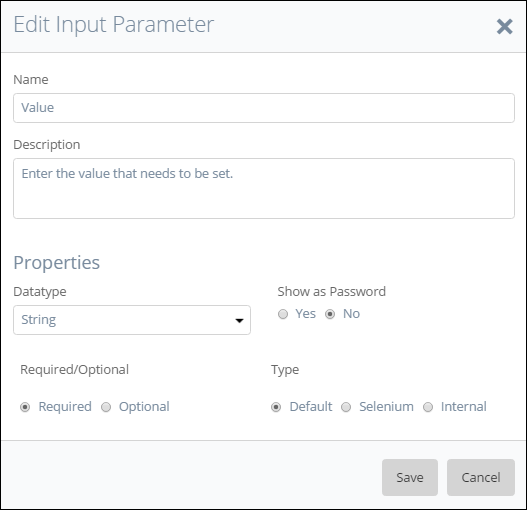 Edit Input Parameter
Name
Value
Description
Enter the value that needs to be set.
Properties
Datatype
Show as Password
String
Yes No
Required/Optional
Type
Required Optional
Default Selenium Internal
Save Cancel